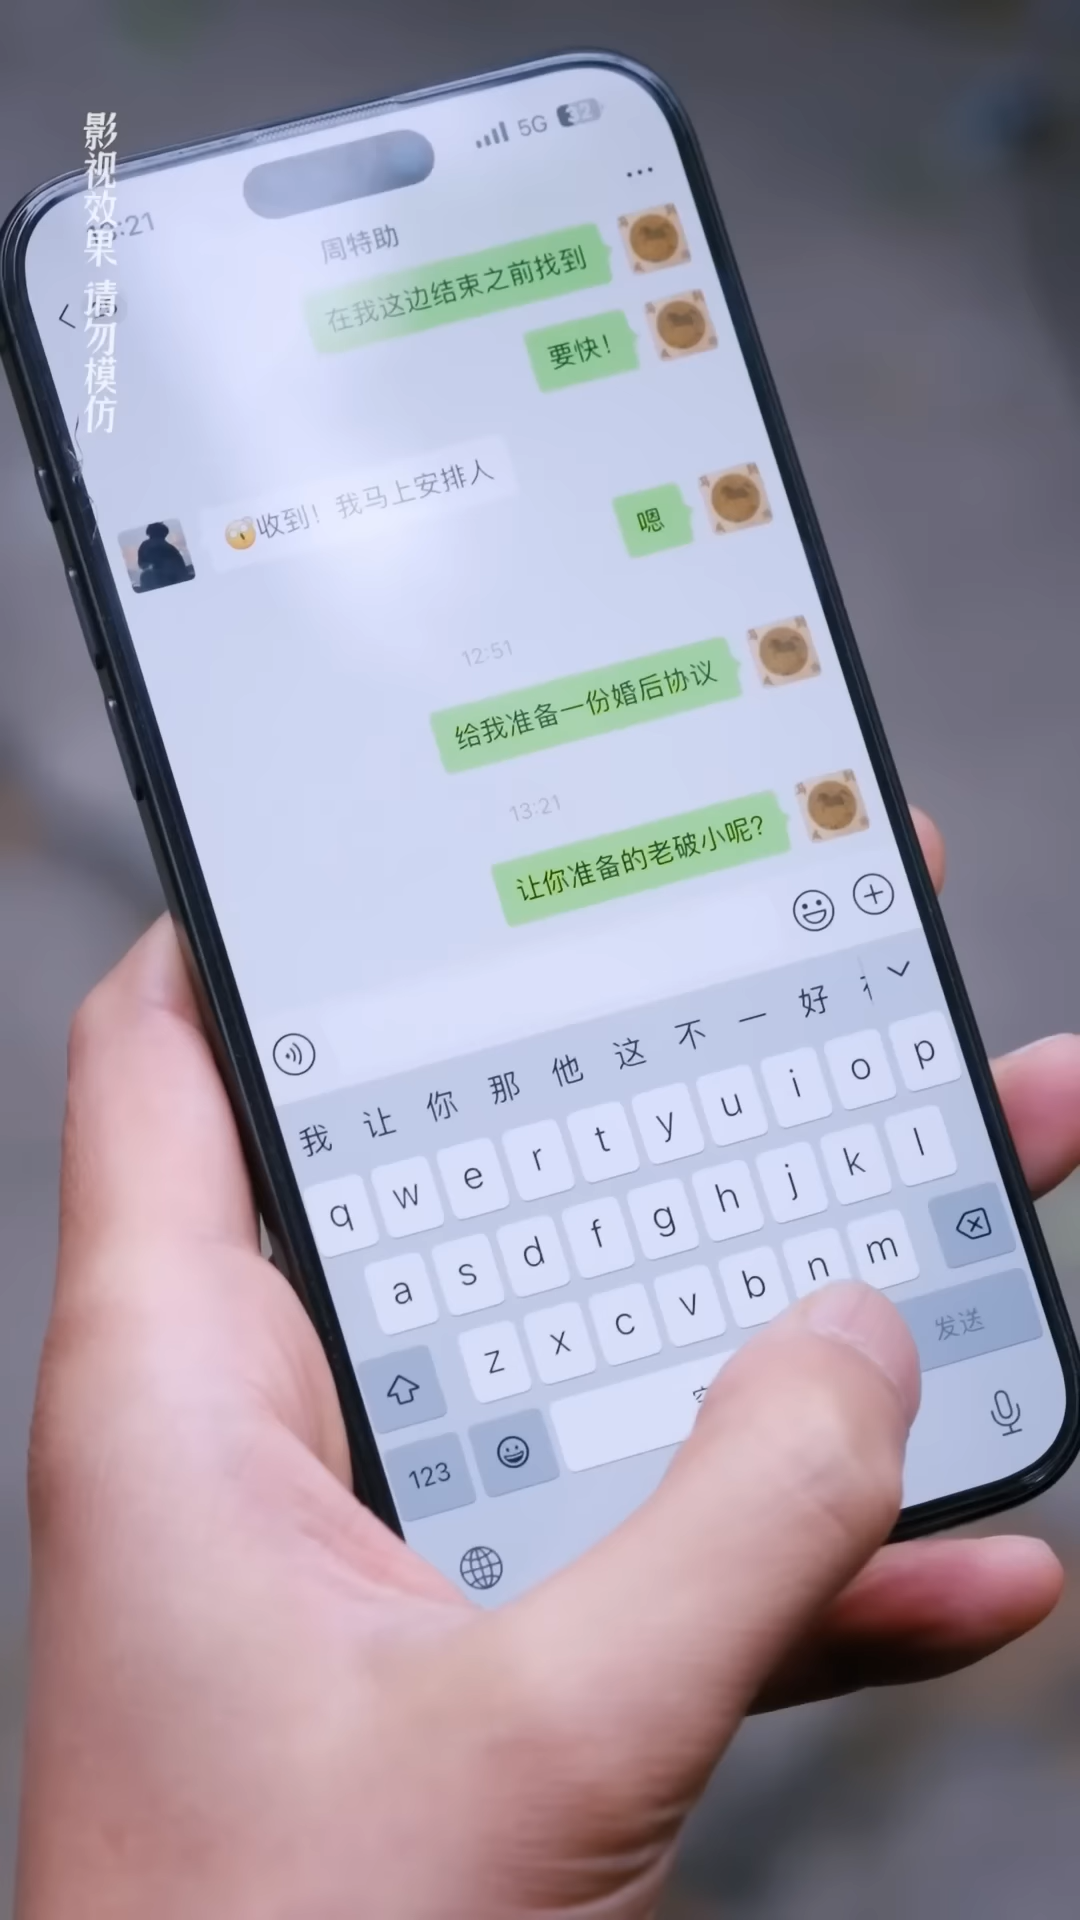 影视效果 请勿模仿
5G 32
周特助
在我这边结束之前找到
要快！
收到！我马上安排人
嗯
12:51
给我准备一份婚后协议
13:21
让你准备的老破小呢？
我 让 你 那 他 这 不 一 好
q w e r t y u i o p
a s d f g h j k l
z x c v b n m
发送
123